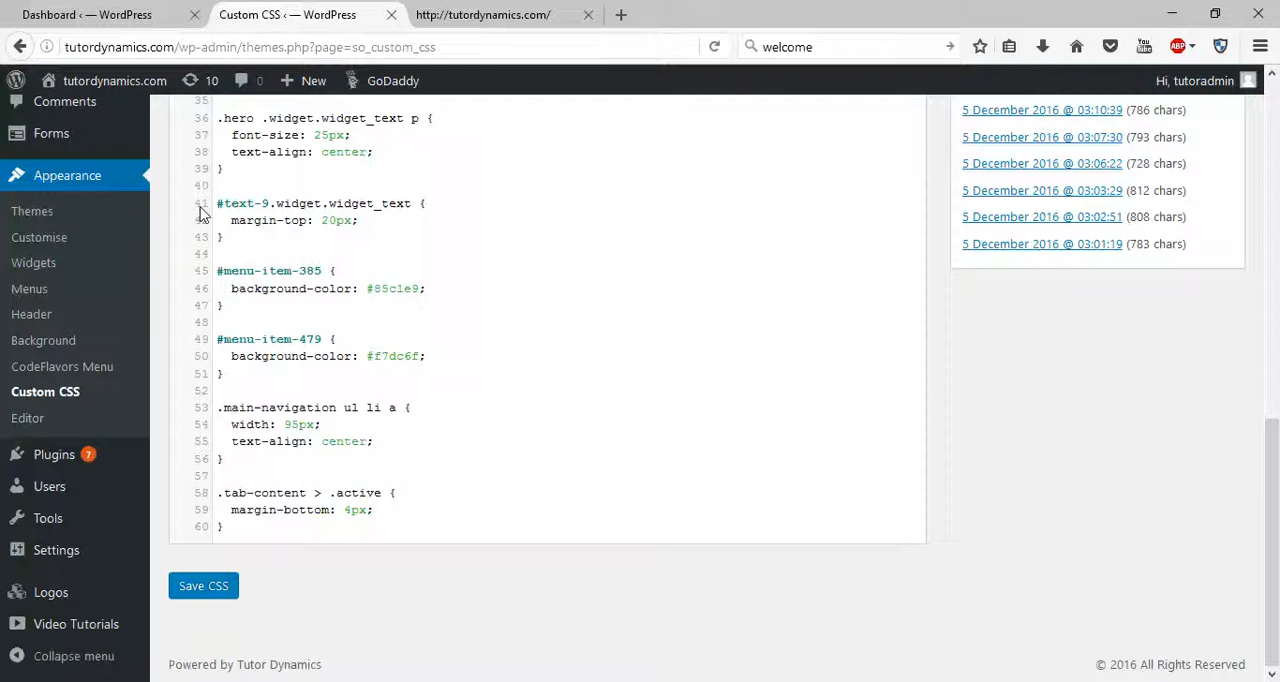 Dashboard ‹ — WordPress
Custom CSS ‹ — WordPress
http://tutordynamics.com/
tutordynamics.com/wp-admin/themes.php?page=so_custom_css
welcome
You
Tube
ABP
tutordynamics.com
10
0
New
GoDaddy
Hi, tutoradmin
Comments
Forms
Appearance
Themes
Customise
Widgets
Menus
Header
Background
CodeFlavors Menu
Custom CSS
Editor
Plugins 7
Users
Tools
Settings
Logos
Video Tutorials
Collapse menu
35
36 .hero .widget.widget_text p {
37 font-size: 25px;
38 text-align: center;
39 }
40
41 #text-9.widget.widget_text {
margin-top: 20px;
43 }
44
45 #menu-item-385 {
46 background-color: #85c1e9;
47 }
48
49 #menu-item-479 {
50 background-color: #f7dc6f;
51 }
52
53 .main-navigation ul li a {
54 width: 95px;
55 text-align: center;
56 }
57
58 .tab-content > .active {
59 margin-bottom: 4px;
60 }
5 December 2016 @ 03:10:39 (786 chars)
5 December 2016 @ 03:07:30 (793 chars)
5 December 2016 @ 03:06:22 (728 chars)
5 December 2016 @ 03:03:29 (812 chars)
5 December 2016 @ 03:02:51 (808 chars)
5 December 2016 @ 03:01:19 (783 chars)
Save CSS
Powered by Tutor Dynamics
© 2016 All Rights Reserved